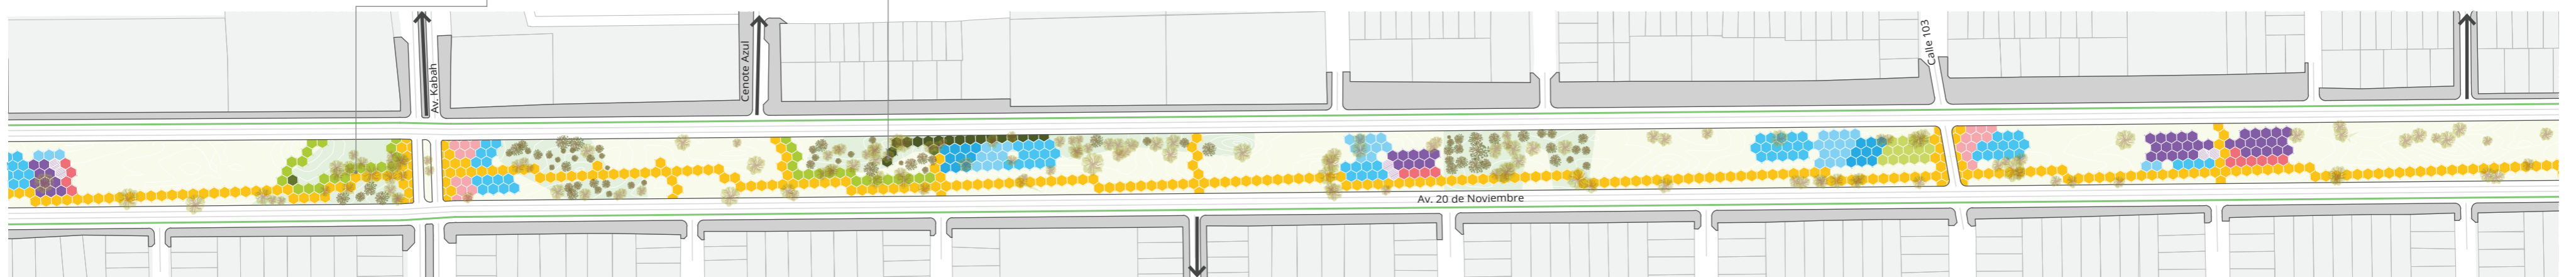 Av. Kabah
Cenote Azul
Calle 103
Av. 20 de Noviembre